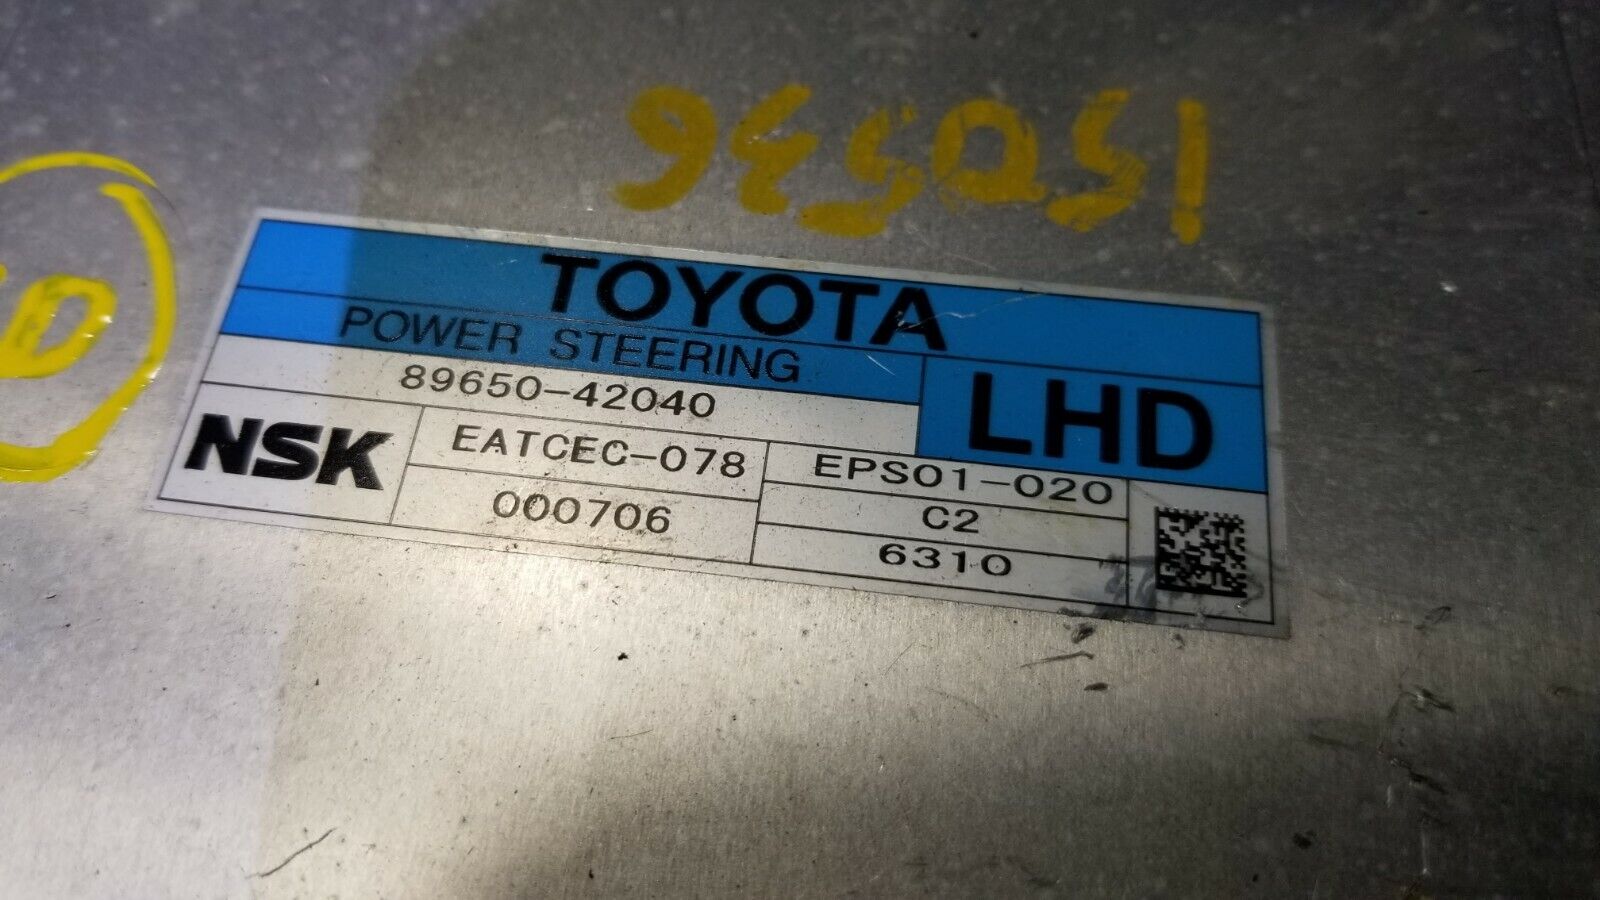 150536
TOYOTA
POWER STEERING
89650-42040
LHD
NSK
EATCEC-078
EPS01-020
000706
C2
6310